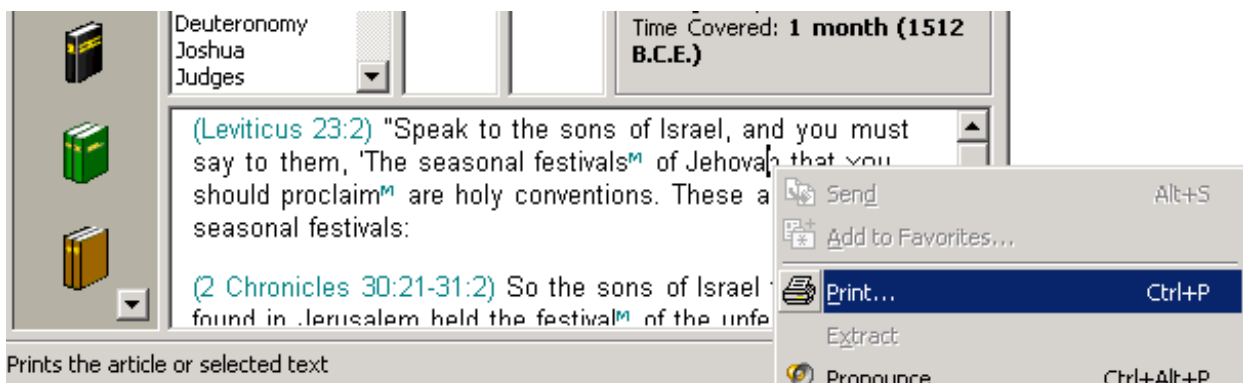 Deuteronomy
Joshua
Judges
Time Covered: 1 month (1512
B.C.E.)
(Leviticus 23:2) "Speak to the sons of Israel, and you must
say to them, 'The seasonal festivalsᴹ of Jehovah that you
should proclaimᴹ are holy conventions. These a
seasonal festivals:
(2 Chronicles 30:21-31:2) So the sons of Israel
found in Jerusalem held the festivalᴹ of the unfe
Send Alt+S
Add to Favorites...
Print... Ctrl+P
Extract
Pronounce Ctrl+Alt+P
Prints the article or selected text